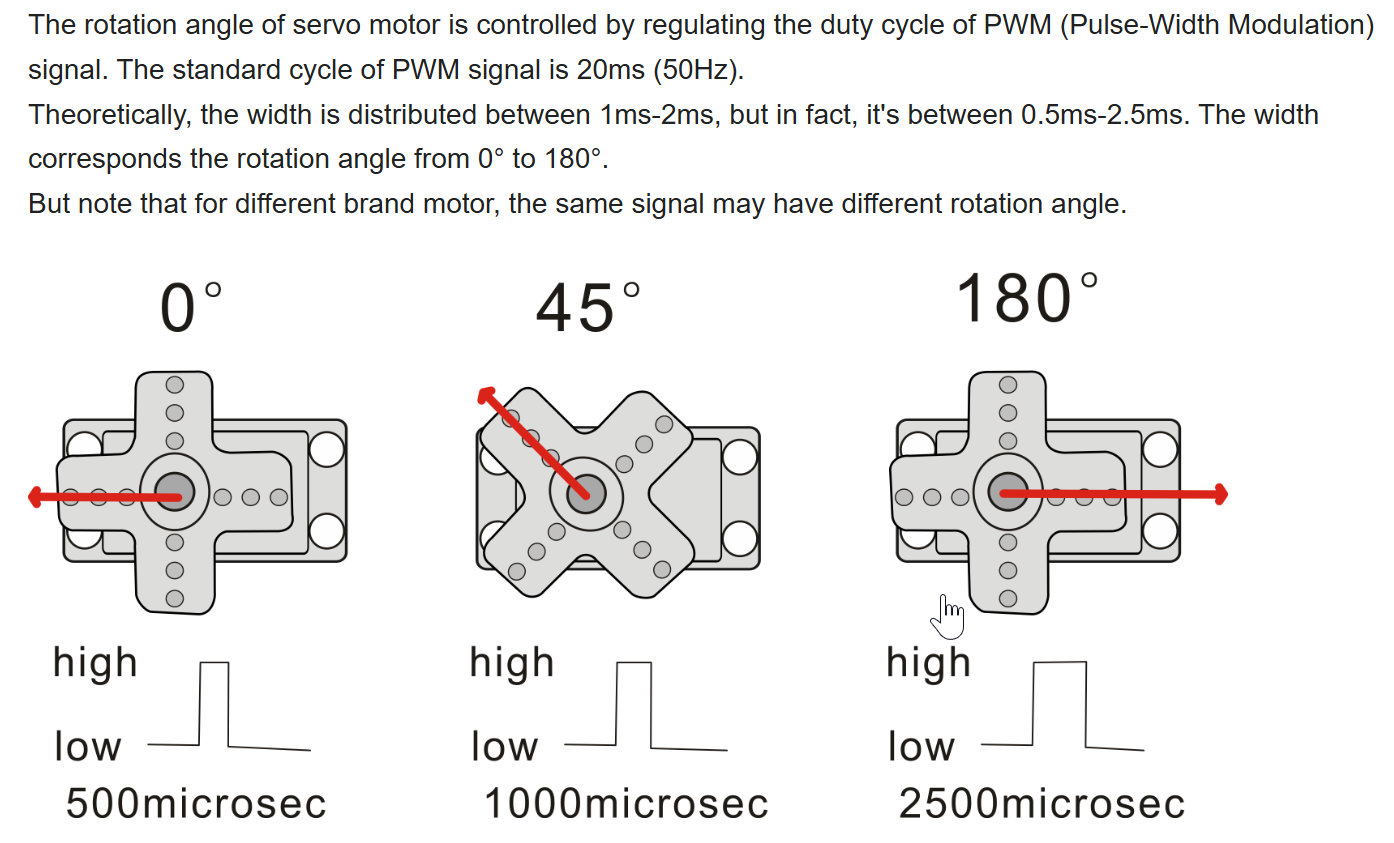 The rotation angle of servo motor is controlled by regulating the duty cycle of PWM (Pulse-Width Modulation)
signal. The standard cycle of PWM signal is 20ms (50Hz).
Theoretically, the width is distributed between 1ms-2ms, but in fact, it's between 0.5ms-2.5ms. The width
corresponds the rotation angle from 0° to 180°.
But note that for different brand motor, the same signal may have different rotation angle.
0° 45° 180°
high high high
low low low
500microsec 1000microsec 2500microsec